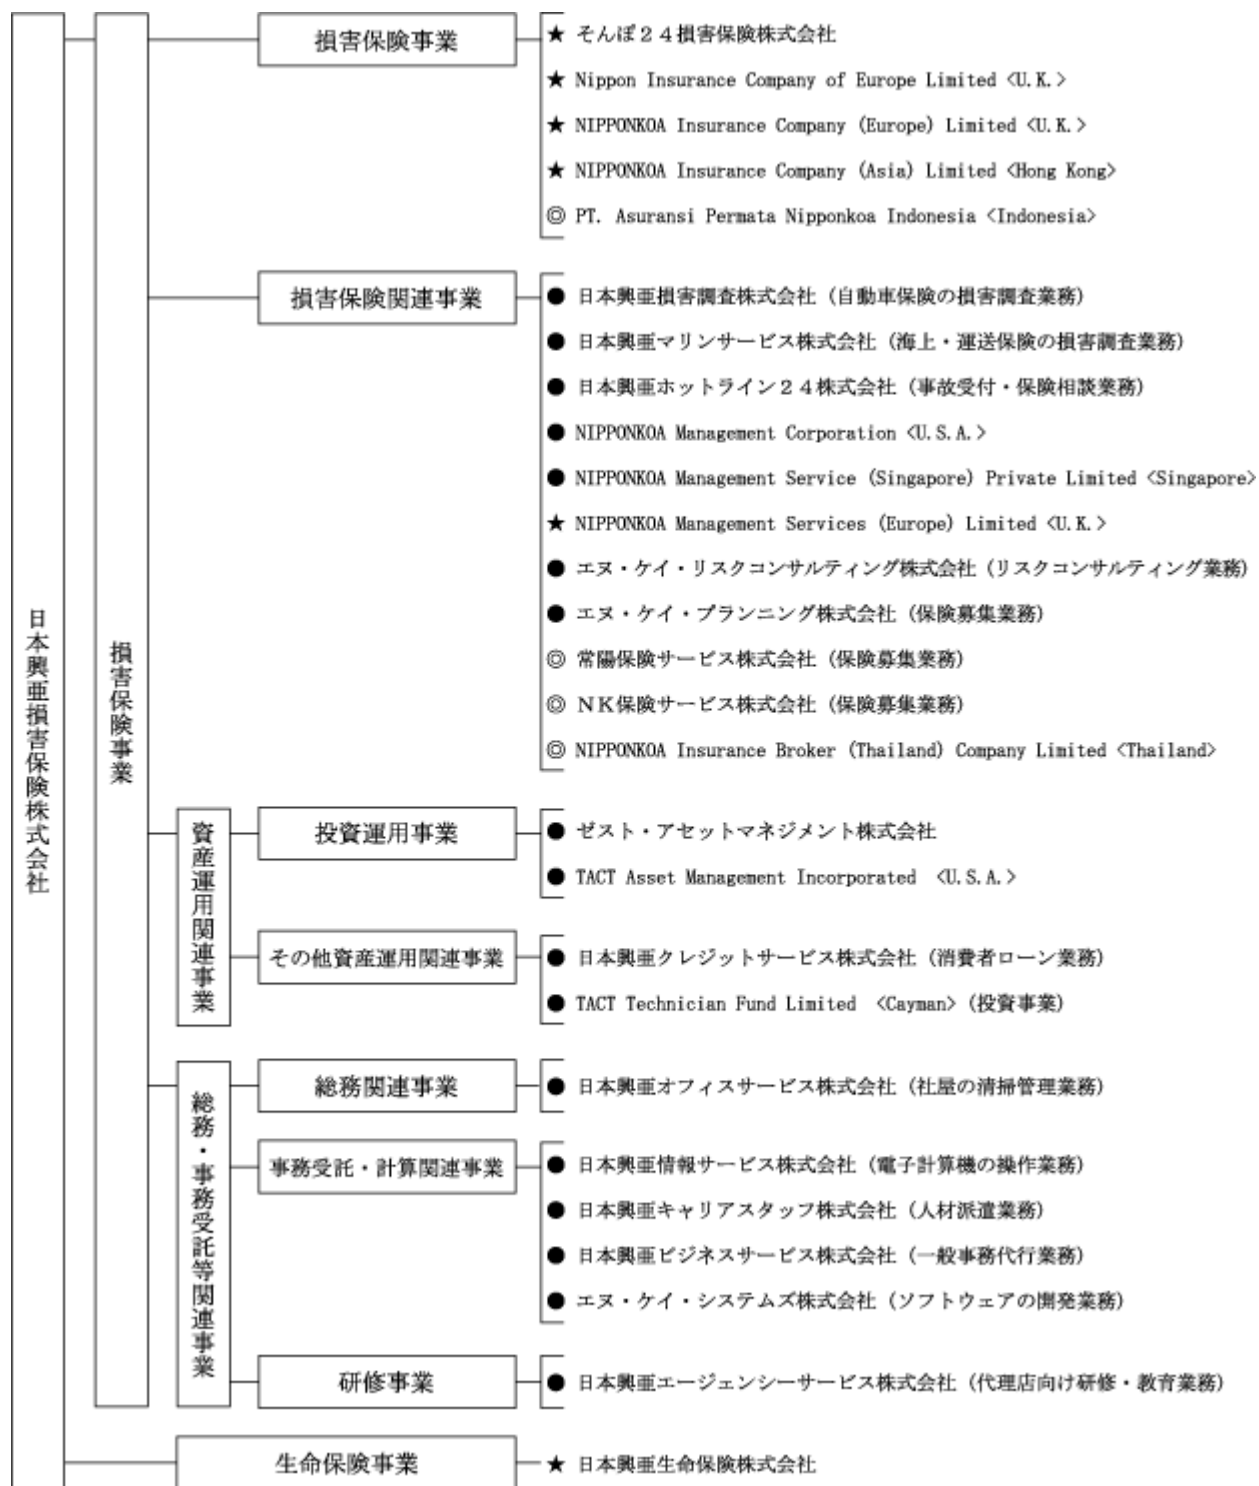 日本興亜損害保険株式会社
損害保険事業
損害保険事業
★ そんぽ２４損害保険株式会社
★ Nippon Insurance Company of Europe Limited <U.K.>
★ NIPPONKOA Insurance Company (Europe) Limited <U.K.>
★ NIPPONKOA Insurance Company (Asia) Limited <Hong Kong>
◎ PT. Asuransi Permata Nipponkoa Indonesia <Indonesia>
損害保険関連事業
● 日本興亜損害調査株式会社（自動車保険の損害調査業務）
● 日本興亜マリンサービス株式会社（海上・運送保険の損害調査業務）
● 日本興亜ホットライン２４株式会社（事故受付・保険相談業務）
● NIPPONKOA Management Corporation <U.S.A.>
● NIPPONKOA Management Service (Singapore) Private Limited <Singapore>
★ NIPPONKOA Management Services (Europe) Limited <U.K.>
● エヌ・ケイ・リスクコンサルティング株式会社（リスクコンサルティング業務）
● エヌ・ケイ・プランニング株式会社（保険募集業務）
◎ 常陽保険サービス株式会社（保険募集業務）
◎ ＮＫ保険サービス株式会社（保険募集業務）
◎ NIPPONKOA Insurance Broker (Thailand) Company Limited <Thailand>
資産運用関連事業
投資運用事業
● ゼスト・アセットマネジメント株式会社
● TACT Asset Management Incorporated <U.S.A.>
その他資産運用関連事業
● 日本興亜クレジットサービス株式会社（消費者ローン業務）
● TACT Technician Fund Limited <Cayman>（投資事業）
総務・事務受託等関連事業
総務関連事業
● 日本興亜オフィスサービス株式会社（社屋の清掃管理業務）
事務受託・計算関連事業
● 日本興亜情報サービス株式会社（電子計算機の操作業務）
● 日本興亜キャリアスタッフ株式会社（人材派遣業務）
● 日本興亜ビジネスサービス株式会社（一般事務代行業務）
● エヌ・ケイ・システムズ株式会社（ソフトウェアの開発業務）
研修事業
● 日本興亜エージェンシーサービス株式会社（代理店向け研修・教育業務）
生命保険事業
★ 日本興亜生命保険株式会社